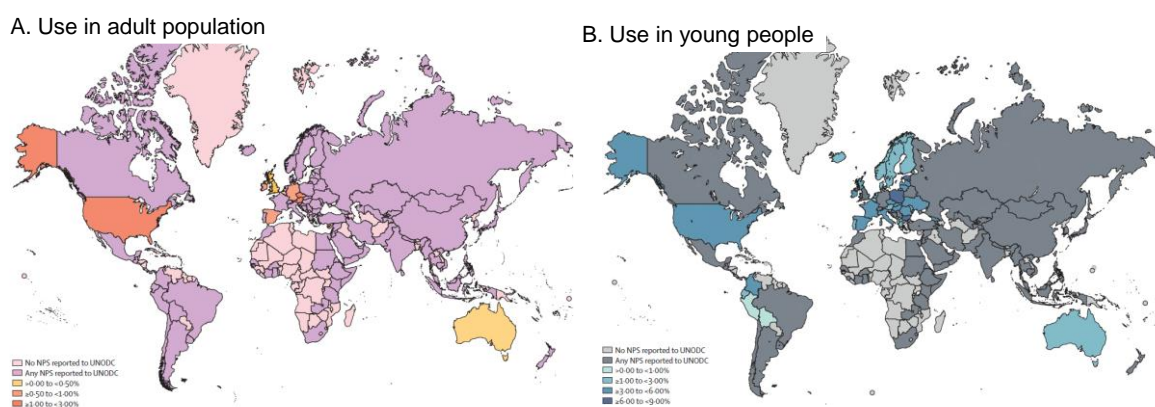 A. Use in adult population
B. Use in young people
No NPS reported to UNODC
Any NPS reported to UNODC
>0·00 to <0·50%
≥0·50 to <1·00%
≥1·00 to <3·00%
No NPS reported to UNODC
Any NPS reported to UNODC
>0·00 to <1·00%
≥1·00 to <3·00%
≥3·00 to <6·00%
≥6·00 to <9·00%